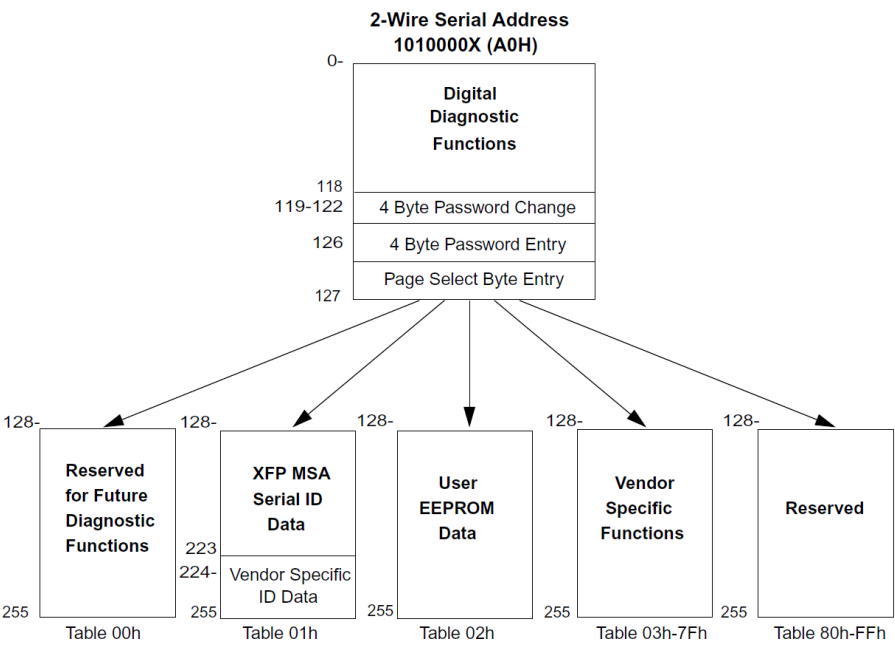 2-Wire Serial Address
1010000X (A0H)
0-
Digital
Diagnostic
Functions
118
119-122 4 Byte Password Change
126 4 Byte Password Entry
Page Select Byte Entry
127
128-
Reserved
for Future
Diagnostic
Functions
255
Table 00h
128-
XFP MSA
Serial ID
Data
223
224- Vendor Specific
ID Data
255
Table 01h
128-
User
EEPROM
Data
255
Table 02h
128-
Vendor
Specific
Functions
255
Table 03h-7Fh
128-
Reserved
255
Table 80h-FFh